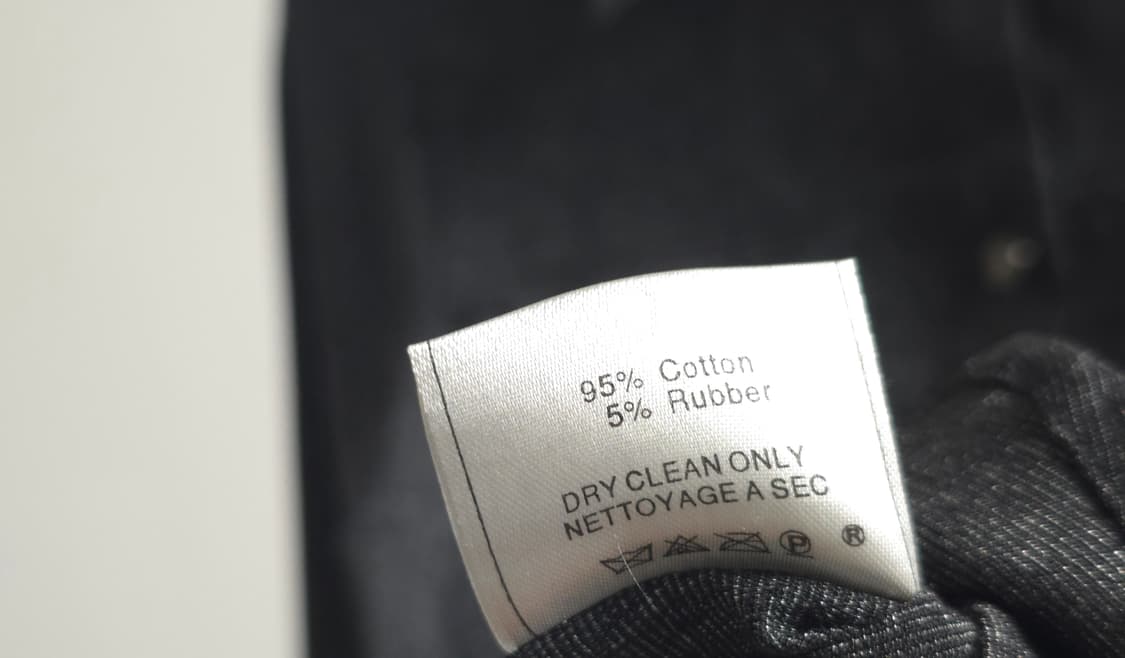 95% Cotton
5% Rubber
DRY CLEAN ONLY
NETTOYAGE A SEC
P ®